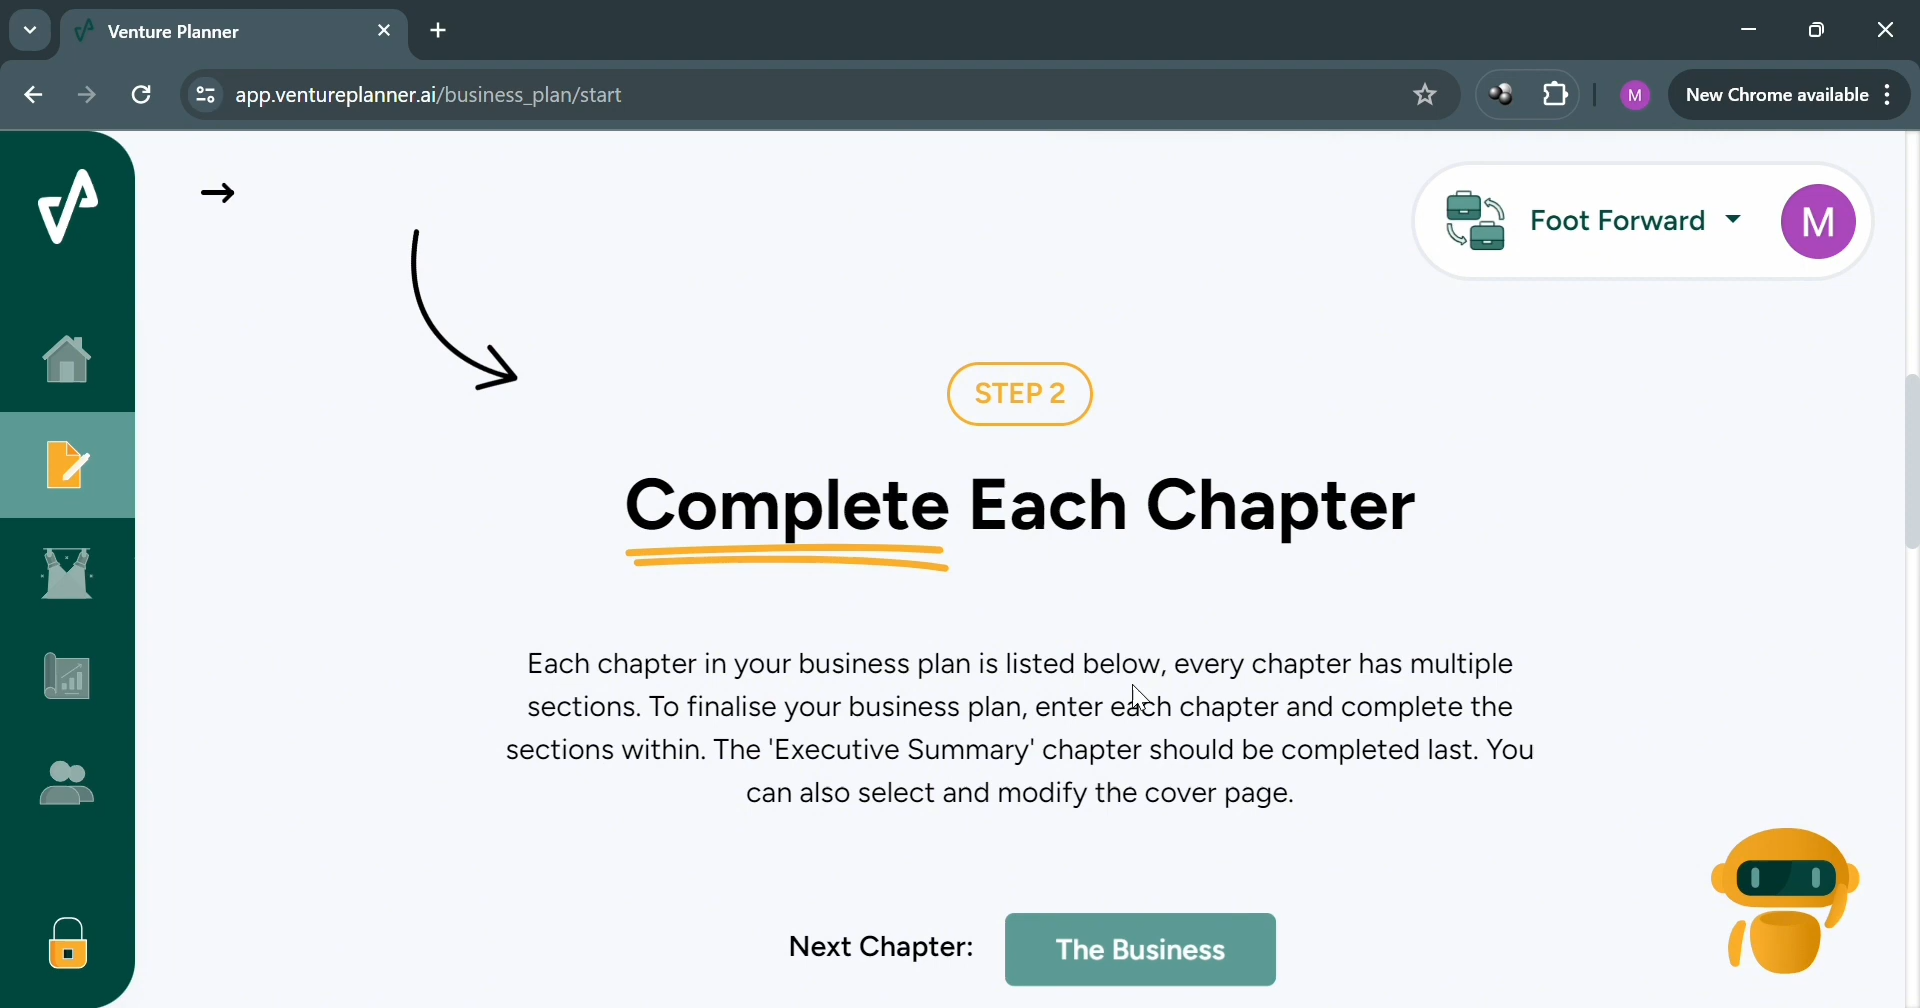 Venture Planner
app.ventureplanner.ai/business_plan/start
M
New Chrome available
Foot Forward
M
STEP 2
Complete Each Chapter
Each chapter in your business plan is listed below, every chapter has multiple
sections. To finalise your business plan, enter each chapter and complete the
sections within. The 'Executive Summary' chapter should be completed last. You
can also select and modify the cover page.
Next Chapter:
The Business